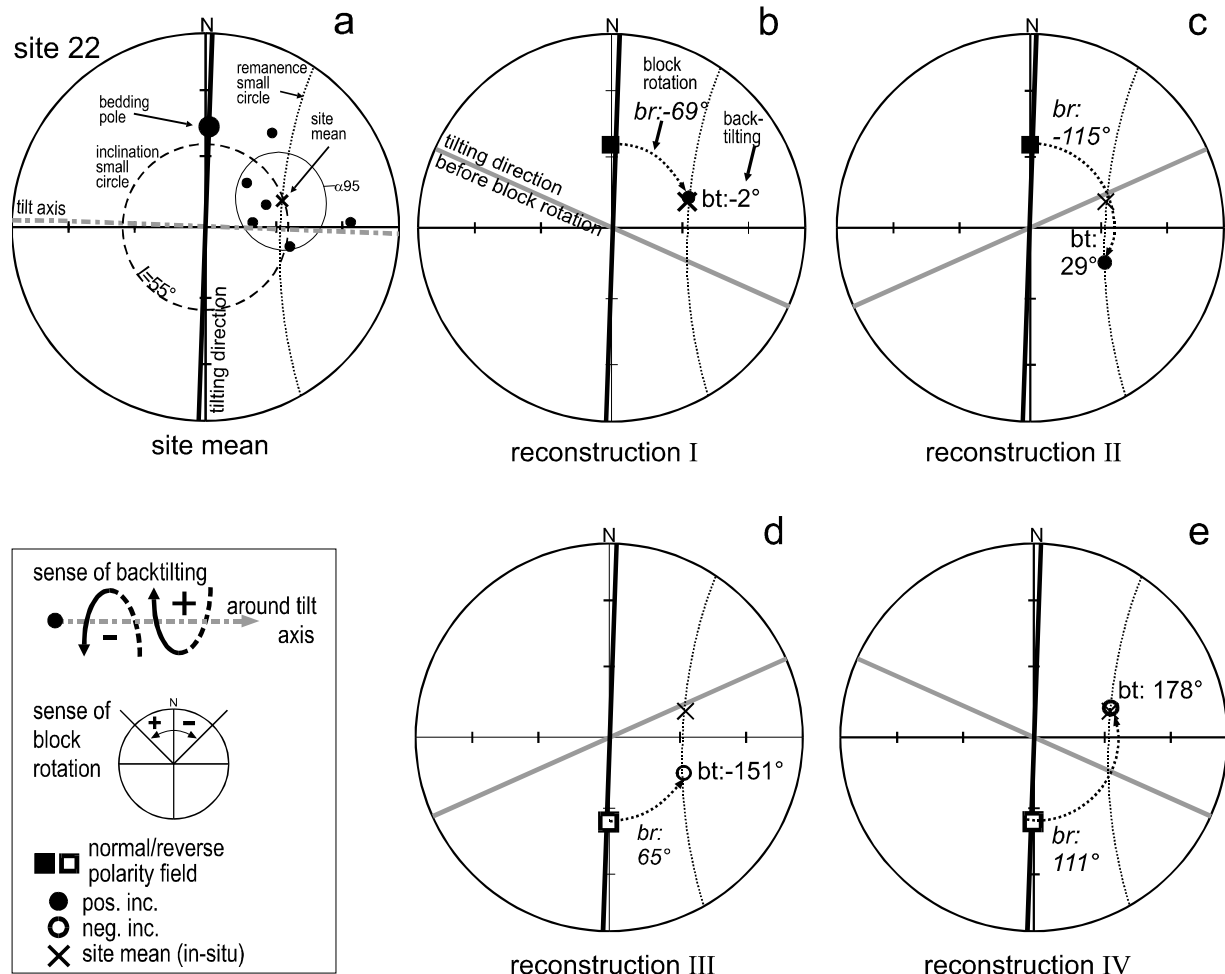 a
site 22
N
remanence
small
circle
bedding
pole
site
mean
inclination
small
circle
α95
tilt axis
I=55°
tilting direction
site mean
b
N
block
rotation
br:-69°
back-
tilting
tilting direction
before block rotation
bt:-2°
reconstruction I
c
N
br:
-115°
bt:
29°
reconstruction II
sense of backtilting
+
-
around tilt
axis
sense of
block
rotation
N
+ -
normal/reverse
polarity field
pos. inc.
neg. inc.
site mean (in-situ)
d
N
bt:-151°
br:
65°
reconstruction III
e
N
bt: 178°
br:
111°
reconstruction IV